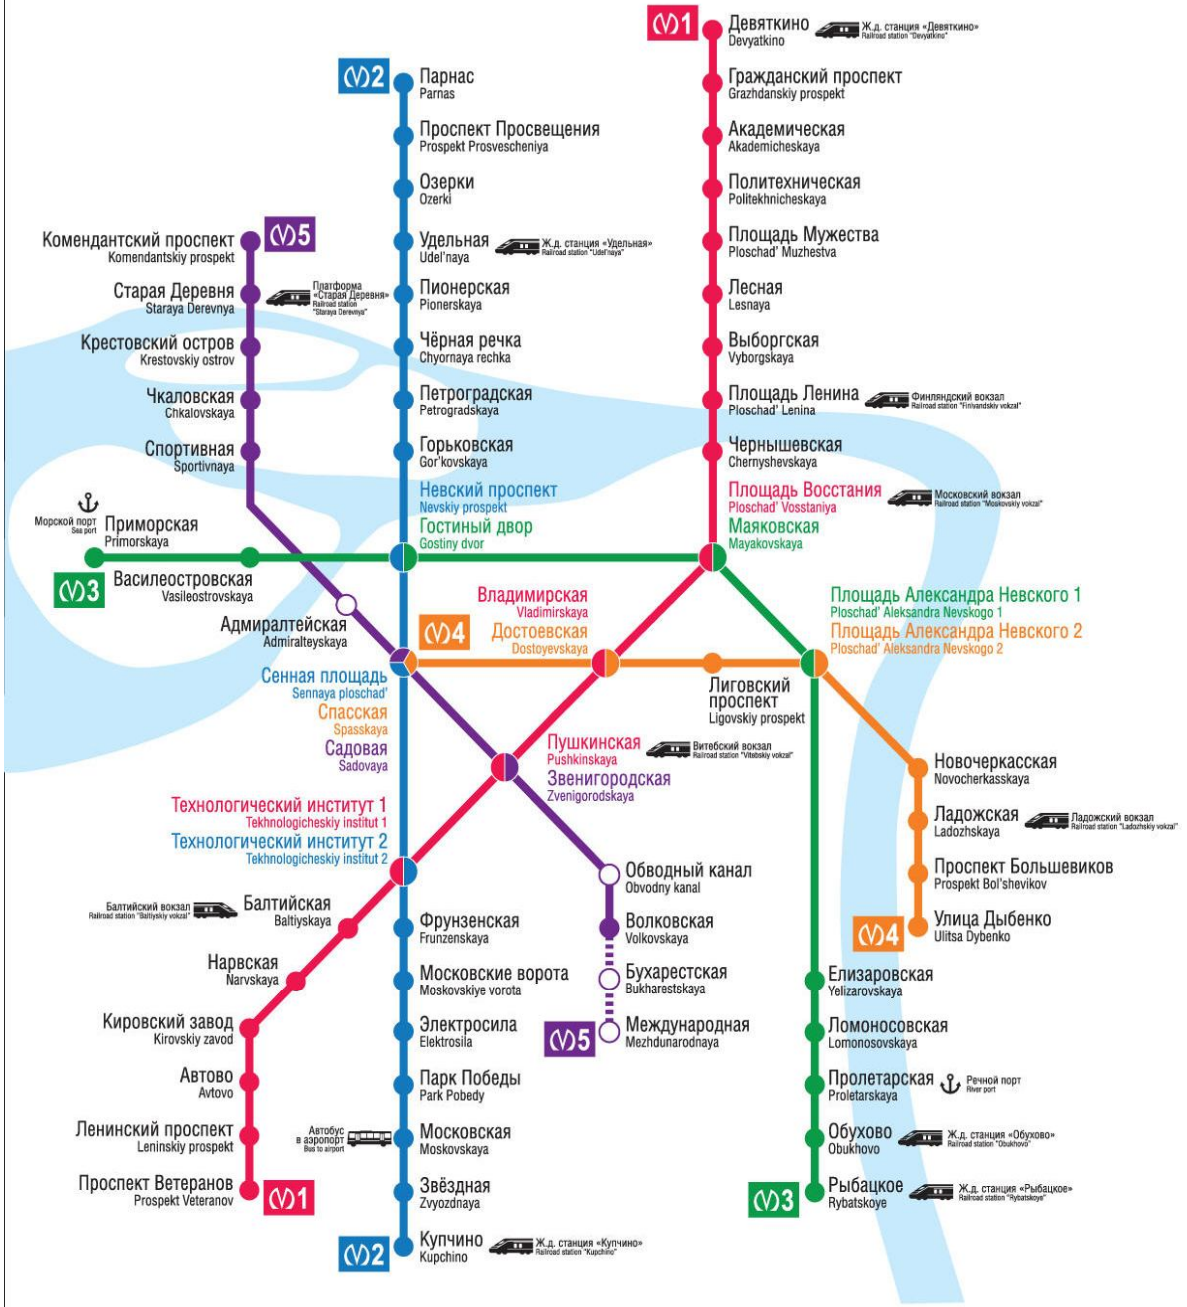 1
Девяткино
Devyatkino
Ж.д. станция «Девяткино»
Railroad station "Devyatkino"
Гражданский проспект
Grazhdanskiy prospekt
Академическая
Akademicheskaya
Политехническая
Politekhnicheskaya
Площадь Мужества
Ploschad' Muzhestva
Лесная
Lesnaya
Выборгская
Vyborgskaya
Площадь Ленина
Ploschad' Lenina
Финляндский вокзал
Railroad station "Finlyandskiy vokzal"
Чернышевская
Chernyshevskaya
Площадь Восстания
Ploschad' Vosstaniya
Московский вокзал
Railroad station "Moskovskiy vokzal"
Маяковская
Mayakovskaya
2
Парнас
Parnas
Проспект Просвещения
Prospekt Prosvescheniya
Озерки
Ozerki
Удельная
Udel'naya
Ж.д. станция «Удельная»
Railroad station "Udel'naya"
Пионерская
Pionerskaya
Чёрная речка
Chyornaya rechka
Петроградская
Petrogradskaya
Горьковская
Gor'kovskaya
Невский проспект
Nevskiy prospekt
Гостиный двор
Gostiny dvor
5
Комендантский проспект
Komendantskiy prospekt
Старая Деревня
Staraya Derevnya
Платформа
«Старая Деревня»
Railroad station
"Staraya Derevnya"
Крестовский остров
Krestovskiy ostrov
Чкаловская
Chkalovskaya
Спортивная
Sportivnaya
Морской порт
Sea port
Приморская
Primorskaya
3
Василеостровская
Vasileostrovskaya
Адмиралтейская
Admiralteyskaya
4
Владимирская
Vladimirskaya
Достоевская
Dostoyevskaya
Площадь Александра Невского 1
Ploschad' Aleksandra Nevskogo 1
Площадь Александра Невского 2
Ploschad' Aleksandra Nevskogo 2
Сенная площадь
Sennaya ploschad'
Спасская
Spasskaya
Садовая
Sadovaya
Лиговский
проспект
Ligovskiy prospekt
Пушкинская
Pushkinskaya
Витебский вокзал
Railroad station "Vitebskiy vokzal"
Звенигородская
Zvenigorodskaya
Технологический институт 1
Tekhnologicheskiy institut 1
Технологический институт 2
Tekhnologicheskiy institut 2
Новочеркасская
Novocherkasskaya
Ладожская
Ladozhskaya
Ладожский вокзал
Railroad station "Ladozhskiy vokzal"
Проспект Большевиков
Prospekt Bol'shevikov
4
Улица Дыбенко
Ulitsa Dybenko
Балтийский вокзал
Railroad station "Baltiyskiy vokzal"
Балтийская
Baltiyskaya
Нарвская
Narvskaya
Кировский завод
Kirovskiy zavod
Автово
Avtovo
Ленинский проспект
Leninskiy prospekt
Проспект Ветеранов
Prospekt Veteranov
1
Фрунзенская
Frunzenskaya
Московские ворота
Moskovskiye vorota
Электросила
Elektrosila
Парк Победы
Park Pobedy
Автобус
в аэропорт
Bus to airport
Московская
Moskovskaya
Звёздная
Zvyozdnaya
2
Купчино
Kupchino
Ж.д. станция «Купчино»
Railroad station "Kupchino"
Обводный канал
Obvodny kanal
Волковская
Volkovskaya
Бухарестская
Bukharestskaya
5
Международная
Mezhdunarodnaya
Елизаровская
Yelizarovskaya
Ломоносовская
Lomonosovskaya
Пролетарская
Proletarskaya
Речной порт
River port
Обухово
Obukhovo
Ж.д. станция «Обухово»
Railroad station "Obukhovo"
3
Рыбацкое
Rybatskoye
Ж.д. станция «Рыбацкое»
Railroad station "Rybatskoye"